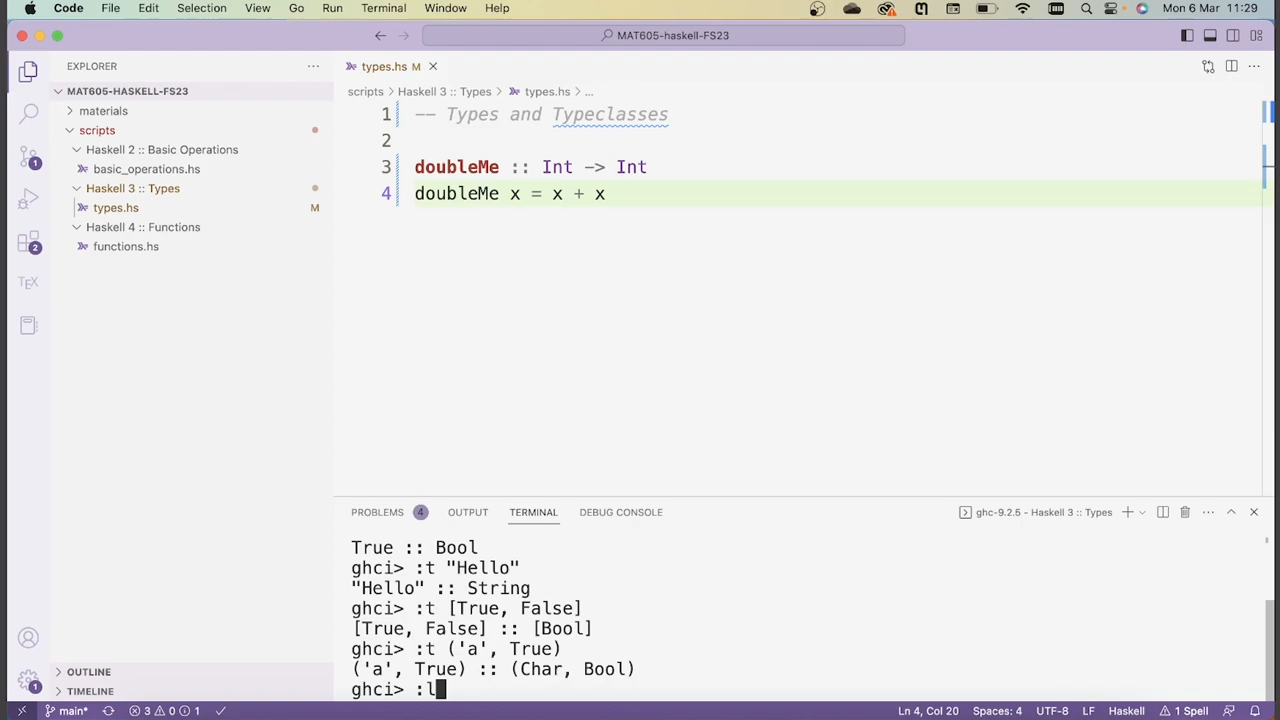 Code File Edit Selection View Go Run Terminal Window Help Mon 6 Mar 11:29
MAT605-haskell-FS23
EXPLORER
types.hs M
MAT605-HASKELL-FS23
scripts > Haskell 3 :: Types > types.hs > ...
materials
scripts
Haskell 2 :: Basic Operations
basic_operations.hs
Haskell 3 :: Types
types.hs M
Haskell 4 :: Functions
functions.hs
1 -- Types and Typeclasses
2
3 doubleMe :: Int -> Int
4 doubleMe x = x + x
1
2
TEX
1
PROBLEMS 4 OUTPUT TERMINAL DEBUG CONSOLE ghc-9.2.5 - Haskell 3 :: Types
True :: Bool
ghci> :t "Hello"
"Hello" :: String
ghci> :t [True, False]
[True, False] :: [Bool]
ghci> :t ('a', True)
('a', True) :: (Char, Bool)
ghci> :l
OUTLINE
TIMELINE
main* 3 0 1 Ln 4, Col 20 Spaces: 4 UTF-8 LF Haskell 1 Spell